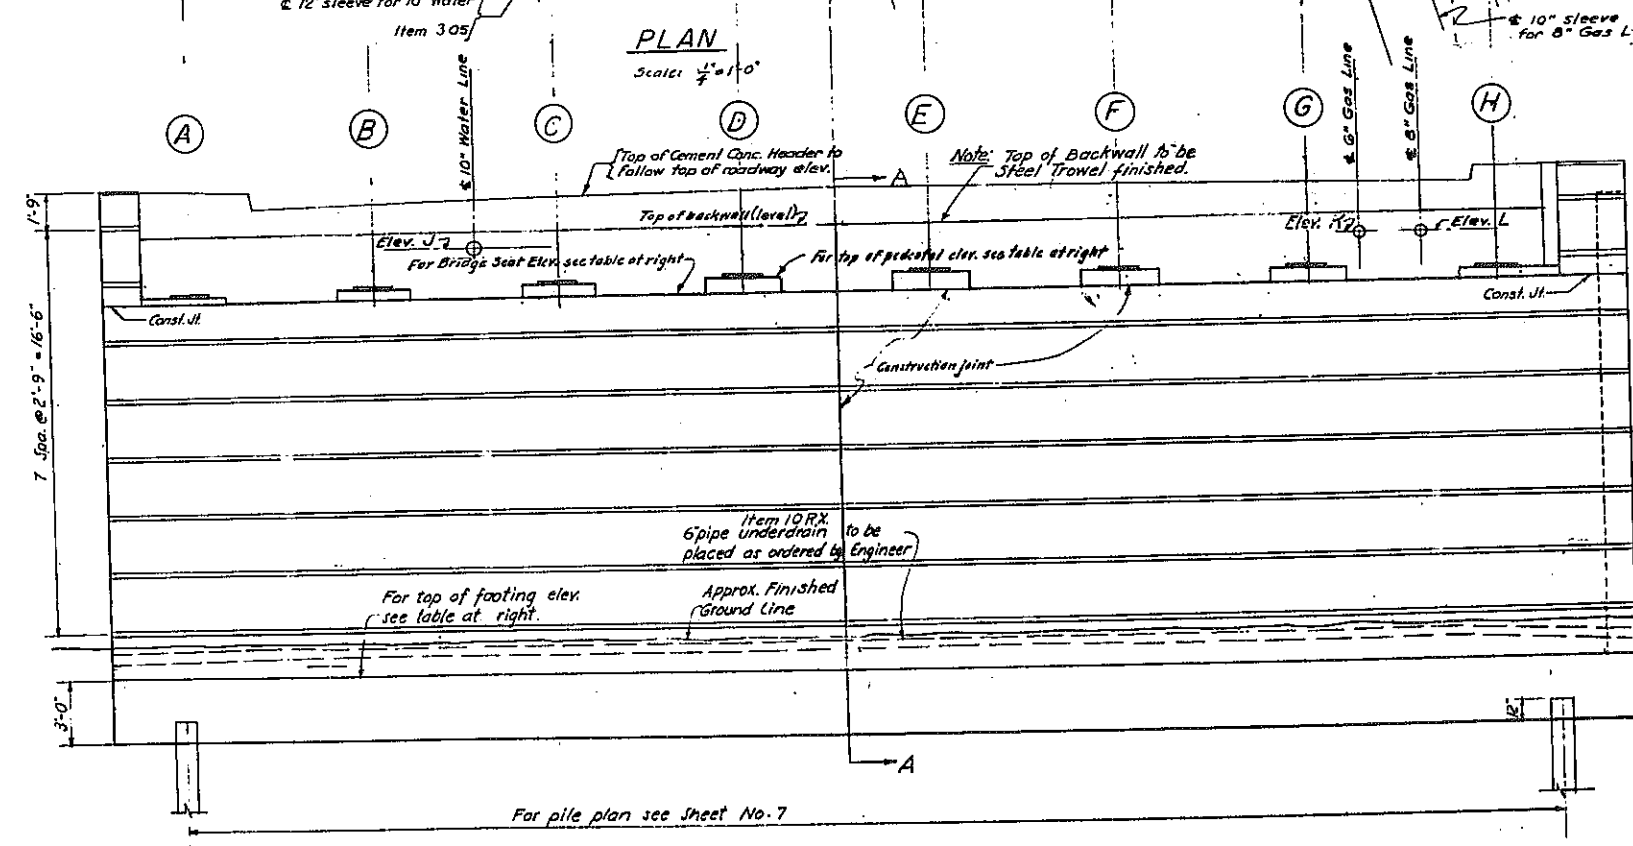 ℄ 12" sleeve for 10" water
Item 305
PLAN
Scale: 1/4"=1'-0"
℄ 10" sleeve
for 8" Gas L
℄ 10" Water Line
℄ 6" Gas Line
℄ 8" Gas Line
A
B
C
D
E
F
G
H
Top of Cement Conc. Header to
Follow top of roadway elev.
A
Note: Top of Backwall to be
Steel Trowel finished.
1'-9"
Top of backwall (level)
Elev. J
Elev. K
Elev. L
For Bridge Seat Elev. see table at right
For top of pedestal elev. see table at right
Const. Jt.
Const. Jt.
7 Spa. @ 2'-9" = 16'-6"
Construction joint
Item 10RX.
6" pipe underdrain to be
placed as ordered by Engineer
For top of footing elev.
see table at right.
Approx. Finished
Ground Line
3'-0"
12"
A
For pile plan see Sheet No. 7